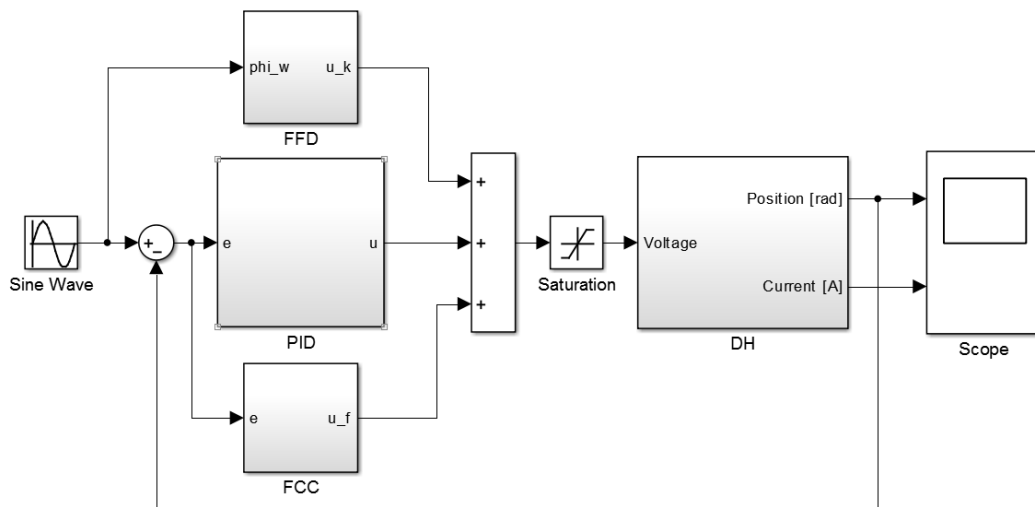 phi_w
u_k
FFD
+
Position [rad]
Sine Wave
+
−
e
u
+
Saturation
Voltage
Current [A]
PID
+
DH
Scope
e
u_f
FCC